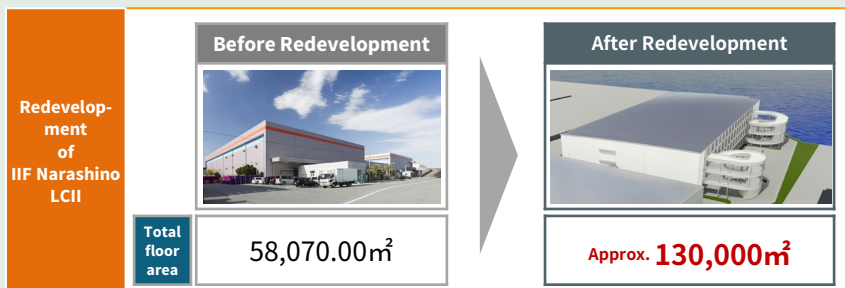 Before Redevelopment
After Redevelopment
Redevelop-
ment
of
IIF Narashino
LCII
Total
floor
area
58,070.00㎡
Approx. 130,000㎡